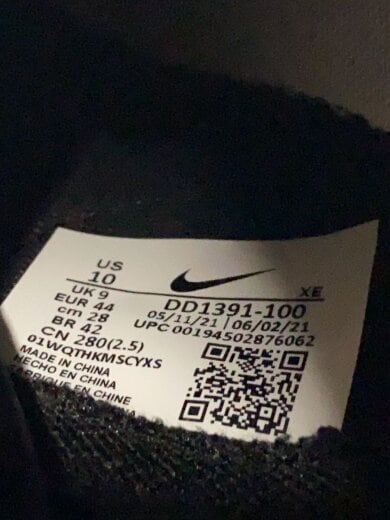 US
10
UK 9
EUR 44
cm 28
BR 42
CN 280(2.5)
01WQTHKMSCYXS
MADE IN CHINA
HECHO EN CHINA
FABRIQUE EN CHINE
XE
DD1391-100
05/11/21 | 06/02/21
UPC 00194502876062